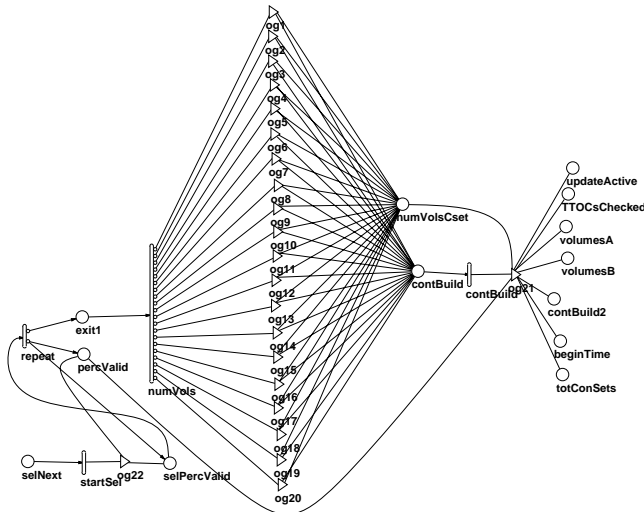 og1
og2
og3
og4
og5
og6
og7
og8
og9
og10
og11
og12
og13
og14
og15
og16
og17
og18
og19
og20
numVolsCset
contBuild
contBuild
og21
updateActive
TTOCsChecked
volumesA
volumesB
contBuild2
beginTime
totConSets
exit1
repeat
percValid
numVols
selNext
startSel
og22
selPercValid